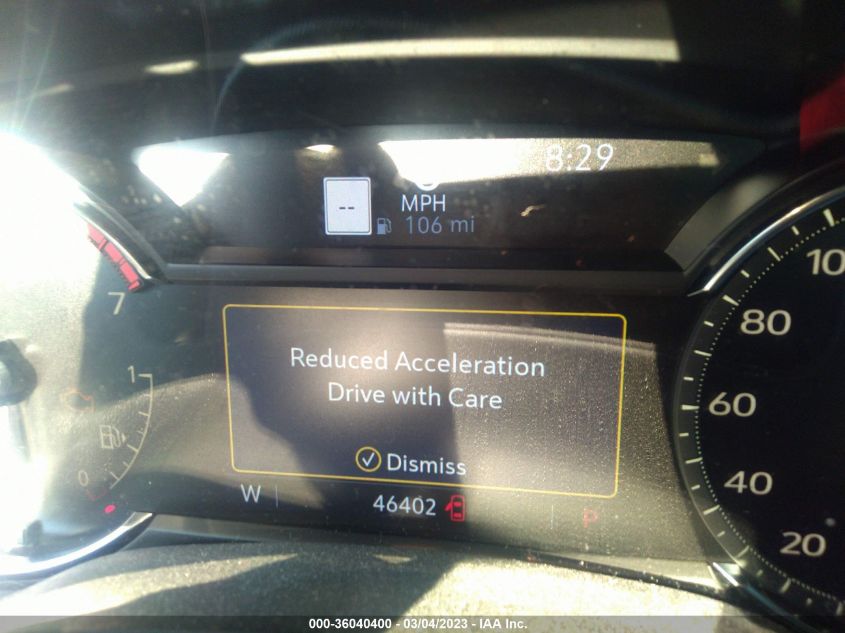 8:29
--
MPH
106 mi
7
1
0
Reduced Acceleration
Drive with Care
Dismiss
W
46402
P
80
60
40
20
000-36040400 - 03/04/2023 - IAA Inc.